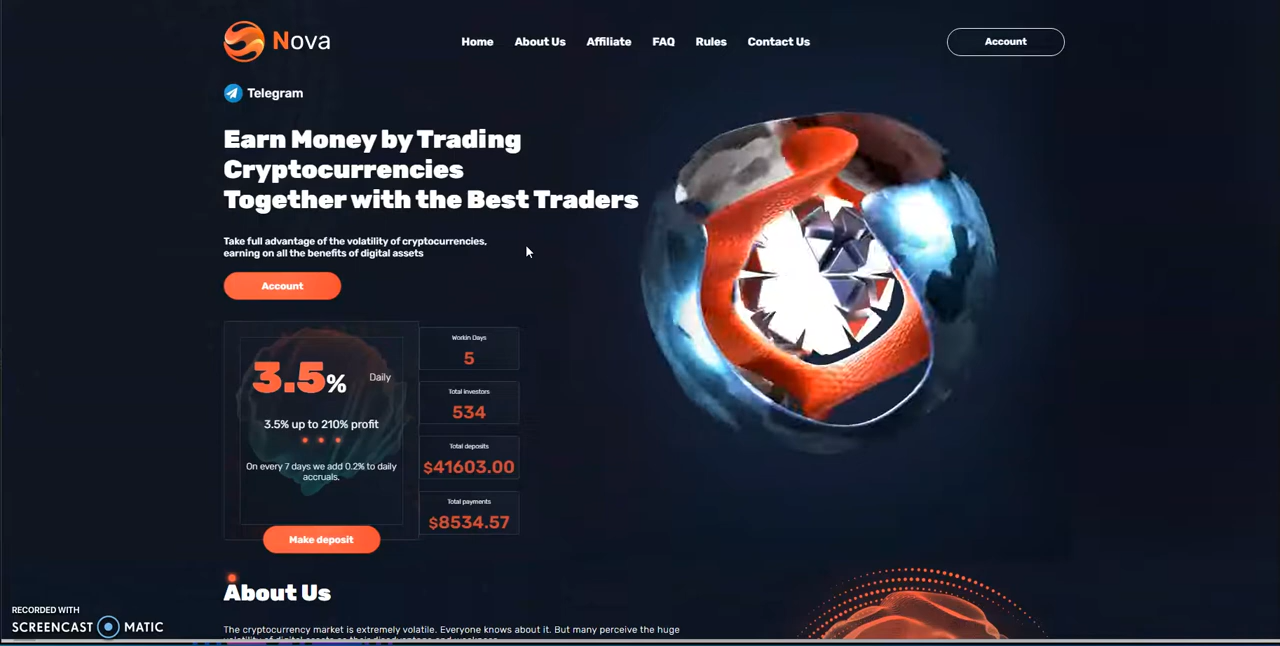 Nova
Home
About Us
Affiliate
FAQ
Rules
Contact Us
Account
Telegram
Earn Money by Trading
Cryptocurrencies
Together with the Best Traders
Take full advantage of the volatility of cryptocurrencies,
earning on all the benefits of digital assets
Account
3.5%
Daily
3.5% up to 210% profit
On every 7 days we add 0.2% to daily
accruals.
Make deposit
Workin Days
5
Total investors
534
Total deposits
$41603.00
Total payments
$8534.57
About Us
The cryptocurrency market is extremely volatile. Everyone knows about it. But many perceive the huge
RECORDED WITH
SCREENCAST MATIC